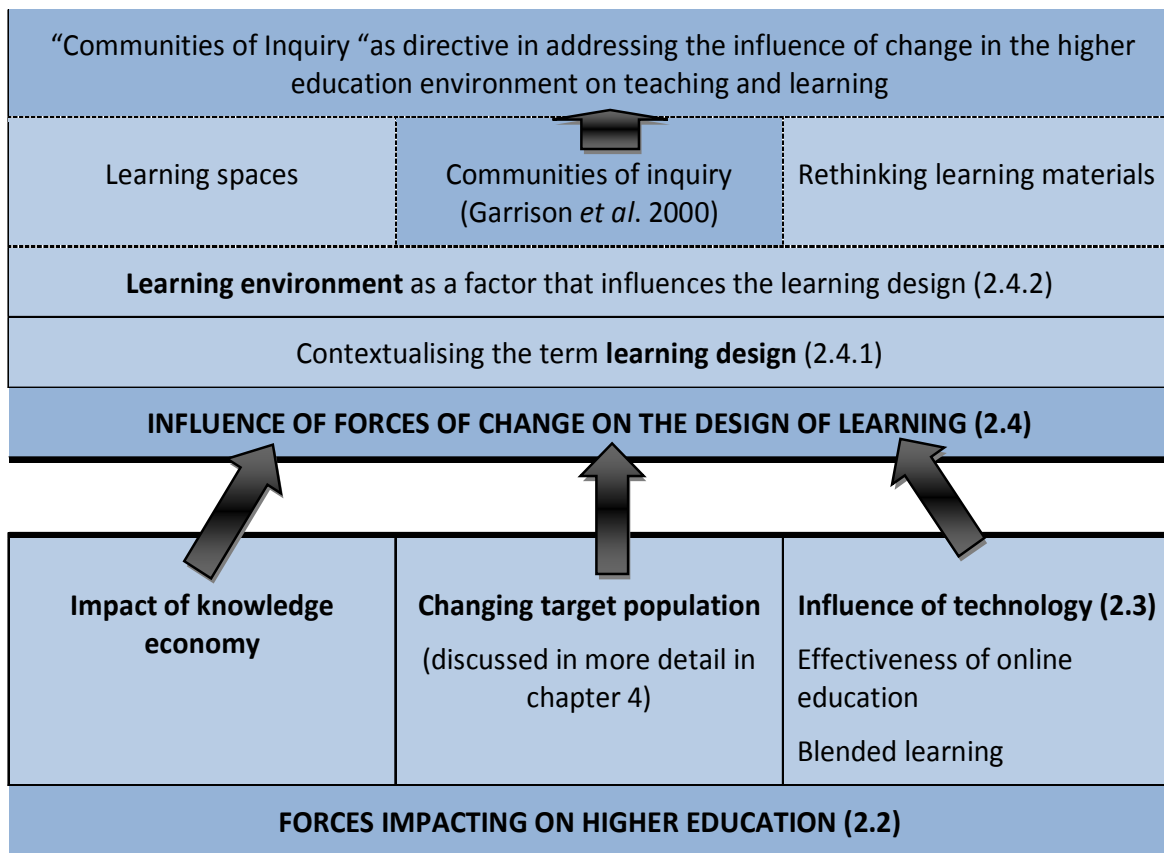 “Communities of Inquiry “as directive in addressing the influence of change in the higher
education environment on teaching and learning
Learning spaces
Communities of inquiry
(Garrison et al. 2000)
Rethinking learning materials
Learning environment as a factor that influences the learning design (2.4.2)
Contextualising the term learning design (2.4.1)
INFLUENCE OF FORCES OF CHANGE ON THE DESIGN OF LEARNING (2.4)
Impact of knowledge
economy
Changing target population
(discussed in more detail in
chapter 4)
Influence of technology (2.3)
Effectiveness of online
education
Blended learning
FORCES IMPACTING ON HIGHER EDUCATION (2.2)